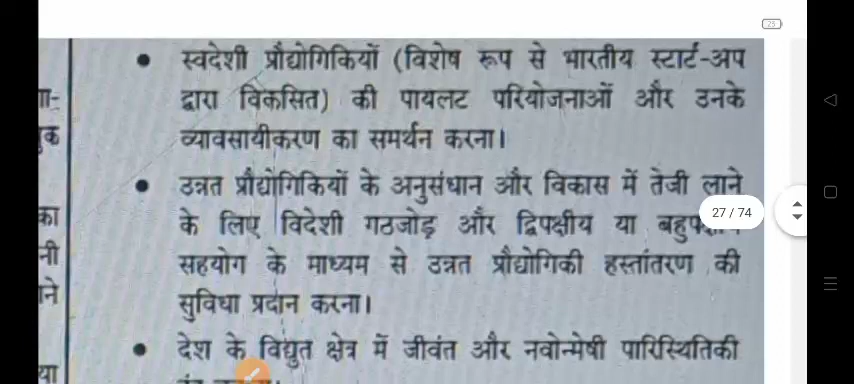 25
• स्वदेशी प्रौद्योगिकियों (विशेष रूप से भारतीय स्टार्ट-अप
द्वारा विकसित) की पायलट परियोजनाओं और उनके
व्यावसायीकरण का समर्थन करना।
• उन्नत प्रौद्योगिकियों के अनुसंधान और विकास में तेजी लाने
के लिए विदेशी गठजोड़ और द्विपक्षीय या
27 / 74
सहयोग के माध्यम से उन्नत प्रौद्योगिकी हस्तांतरण की
सुविधा प्रदान करना।
• देश के विद्युत क्षेत्र में जीवंत और नवोन्मेषी पारिस्थितिकी
का
या